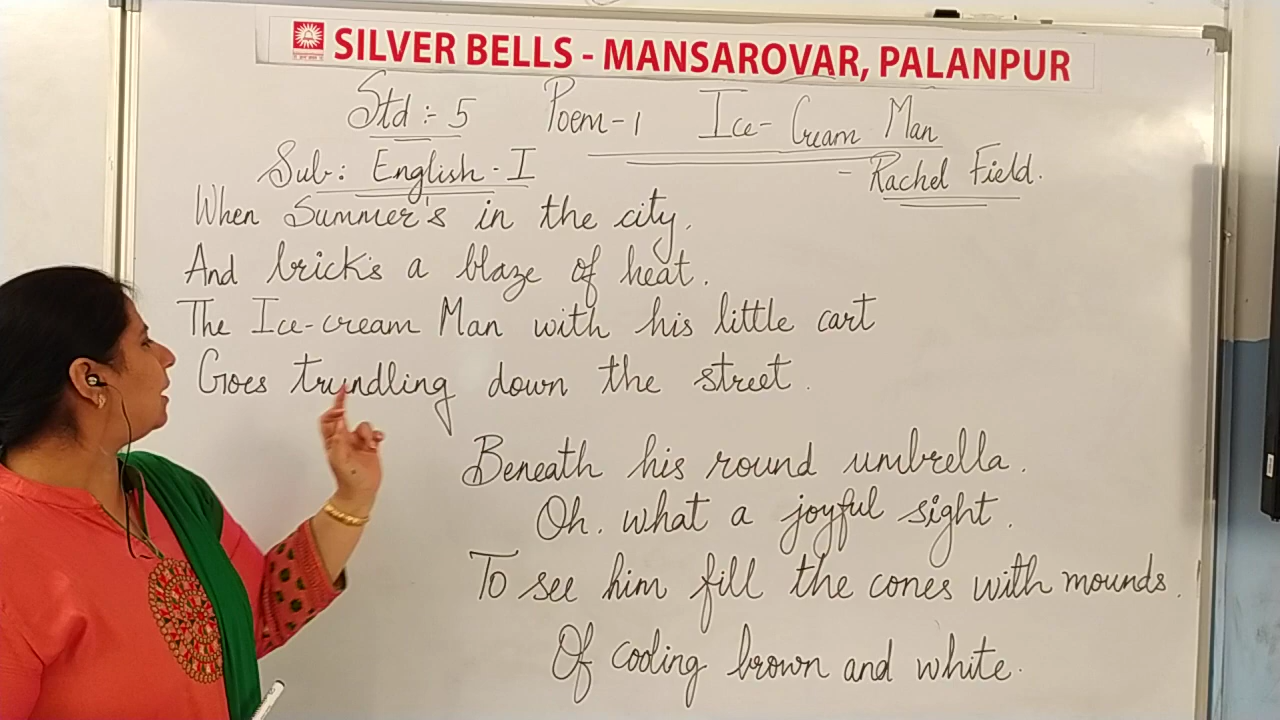 SILVER BELLS - MANSAROVAR, PALANPUR
Std :- 5 Poem-1 Ice-Cream Man
Sub: English-I - Rachel Field.
When Summer's in the city,
And brick's a blaze of heat.
The Ice-cream Man with his little cart
Goes trundling down the street.
Beneath his round umbrella.
Oh. what a joyful sight.
To see him fill the cones with mounds.
Of cooling brown and white.